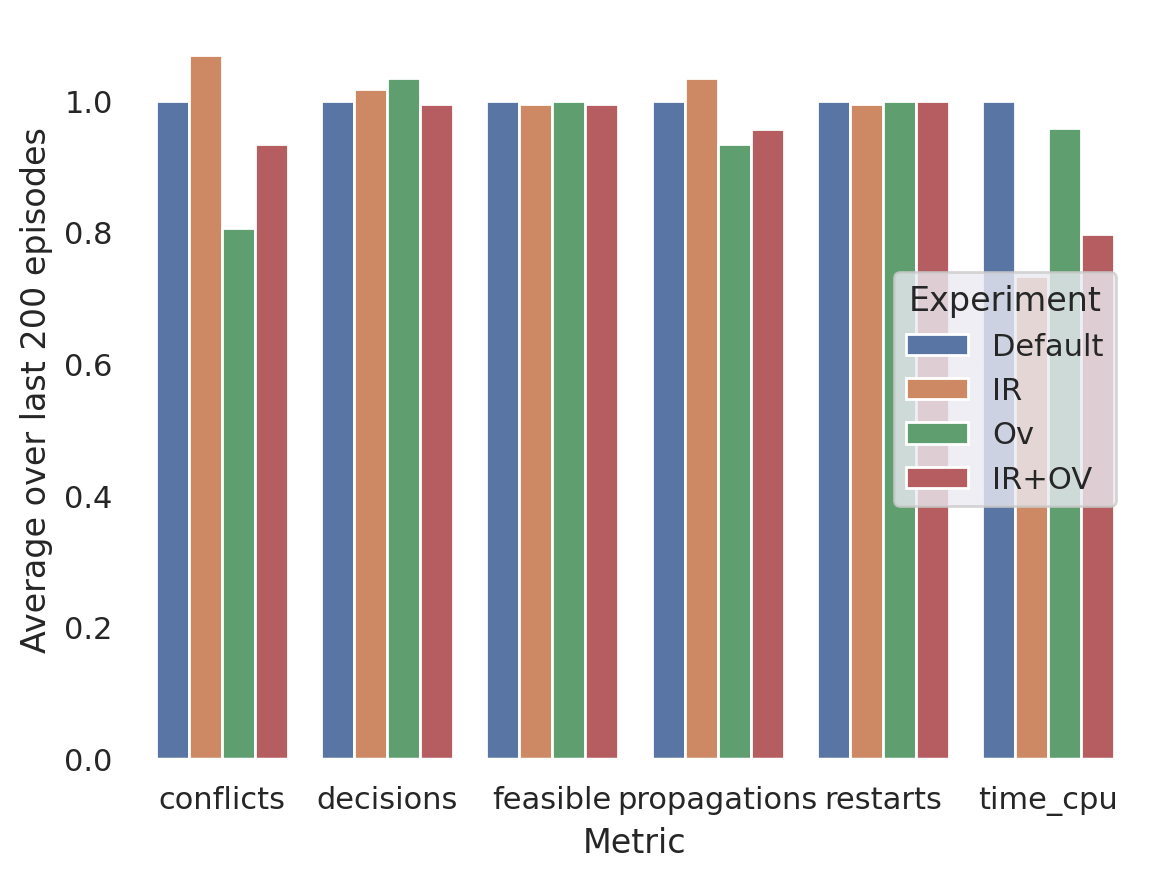 Average over last 200 episodes
1.0
0.8
0.6
0.4
0.2
0.0
Experiment
Default
IR
Ov
IR+OV
conflicts decisions feasible propagations restarts time_cpu
Metric